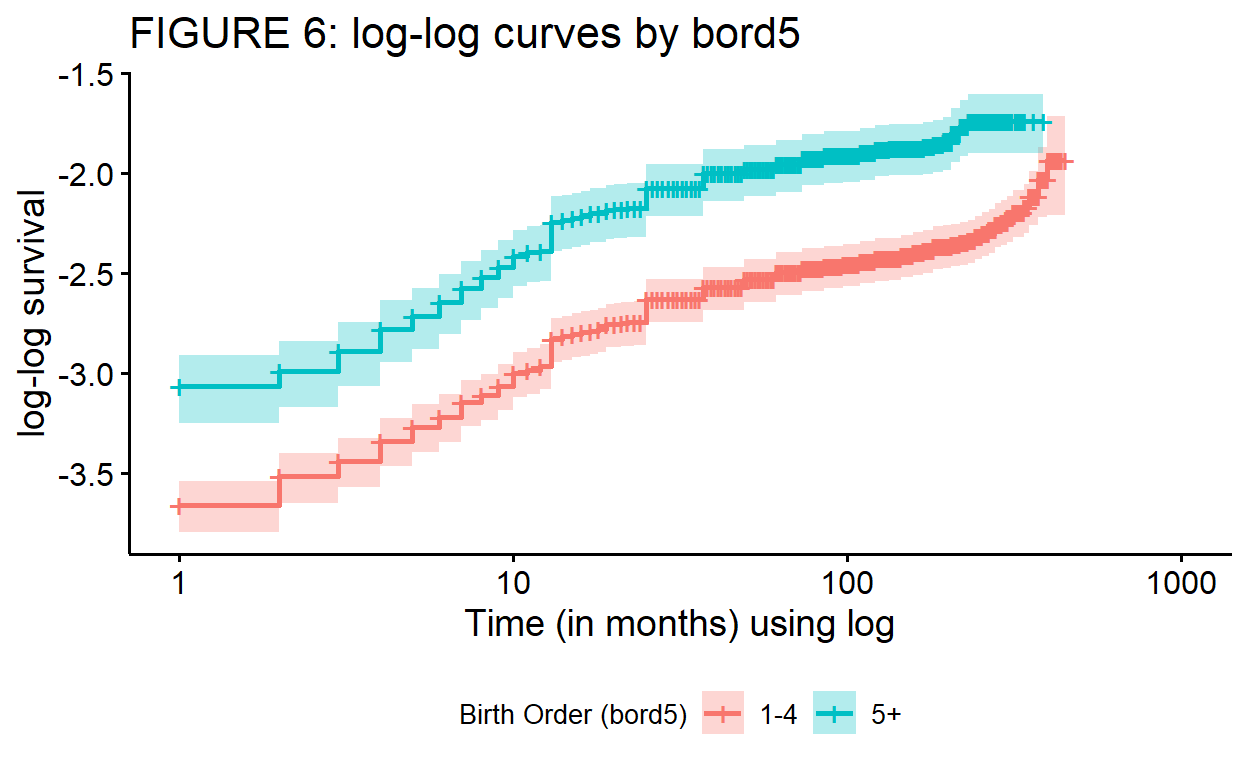 FIGURE 6: log-log curves by bord5
-1.5
-2.0
-2.5
-3.0
-3.5
log-log survival
1 10 100 1000
Time (in months) using log
Birth Order (bord5) 1-4 5+